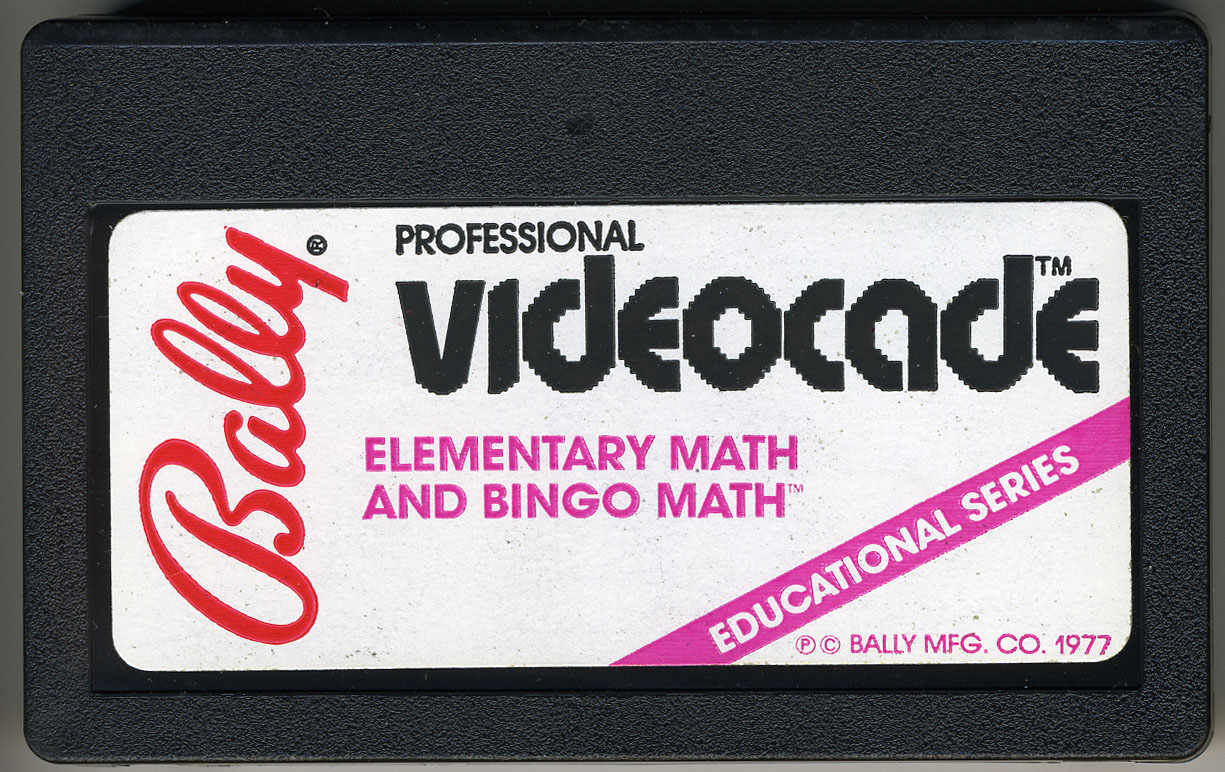 Bally®
PROFESSIONAL
VIDEOCADE™
ELEMENTARY MATH
AND BINGO MATH™
EDUCATIONAL SERIES
Ⓟ© BALLY MFG. CO. 1977